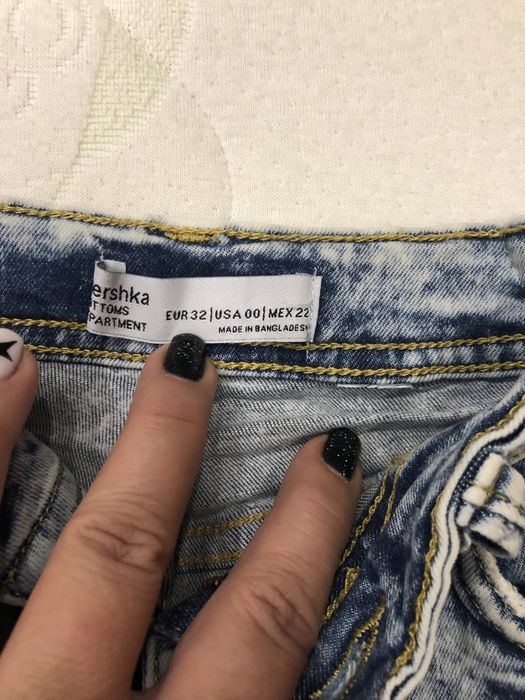 ershka
TTOMS
PARTMENT
EUR 32|USA 00|MEX 22
MADE IN BANGLADESH